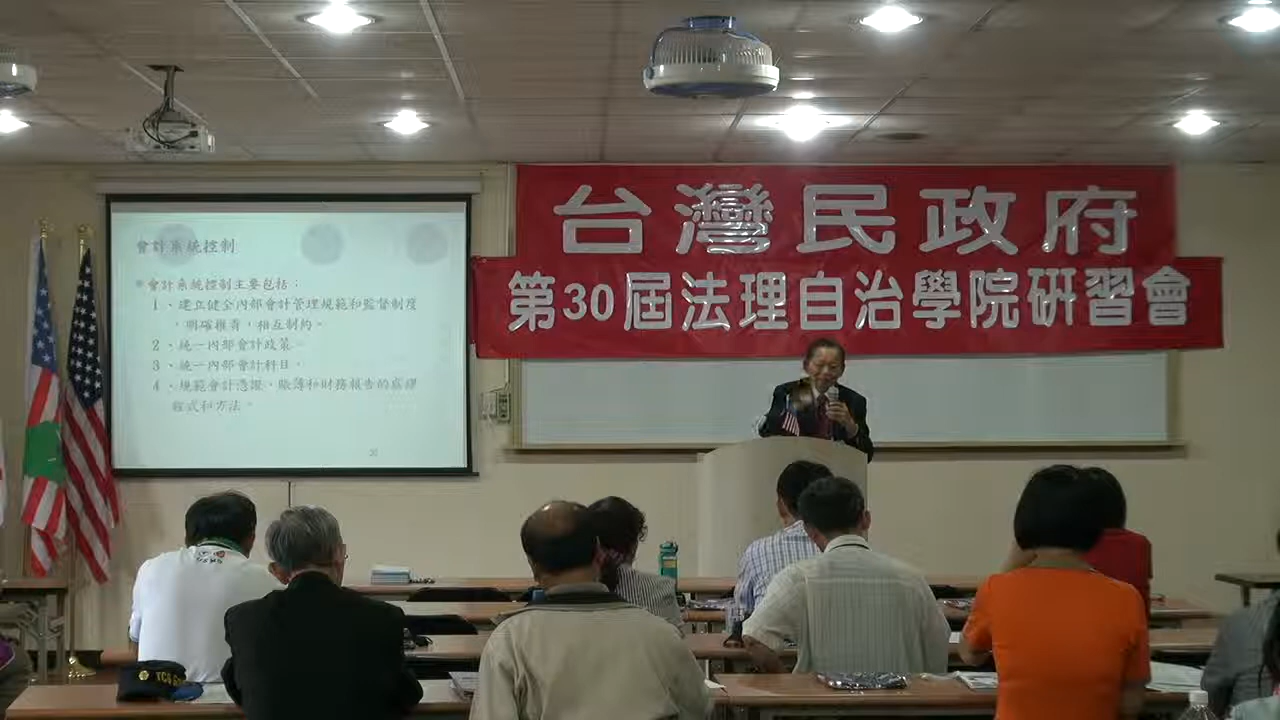 台灣民政府
第30屆法理自治學院研習會
會計系統控制
會計系統控制主要包括：
1、建立健全內部會計管理規範和監督制度
，明確權責，相互制約。
2、統一內部會計政策。
3、統一內部會計科目。
4、規範會計憑證、賬簿和財務報告的處理
程式和方法。